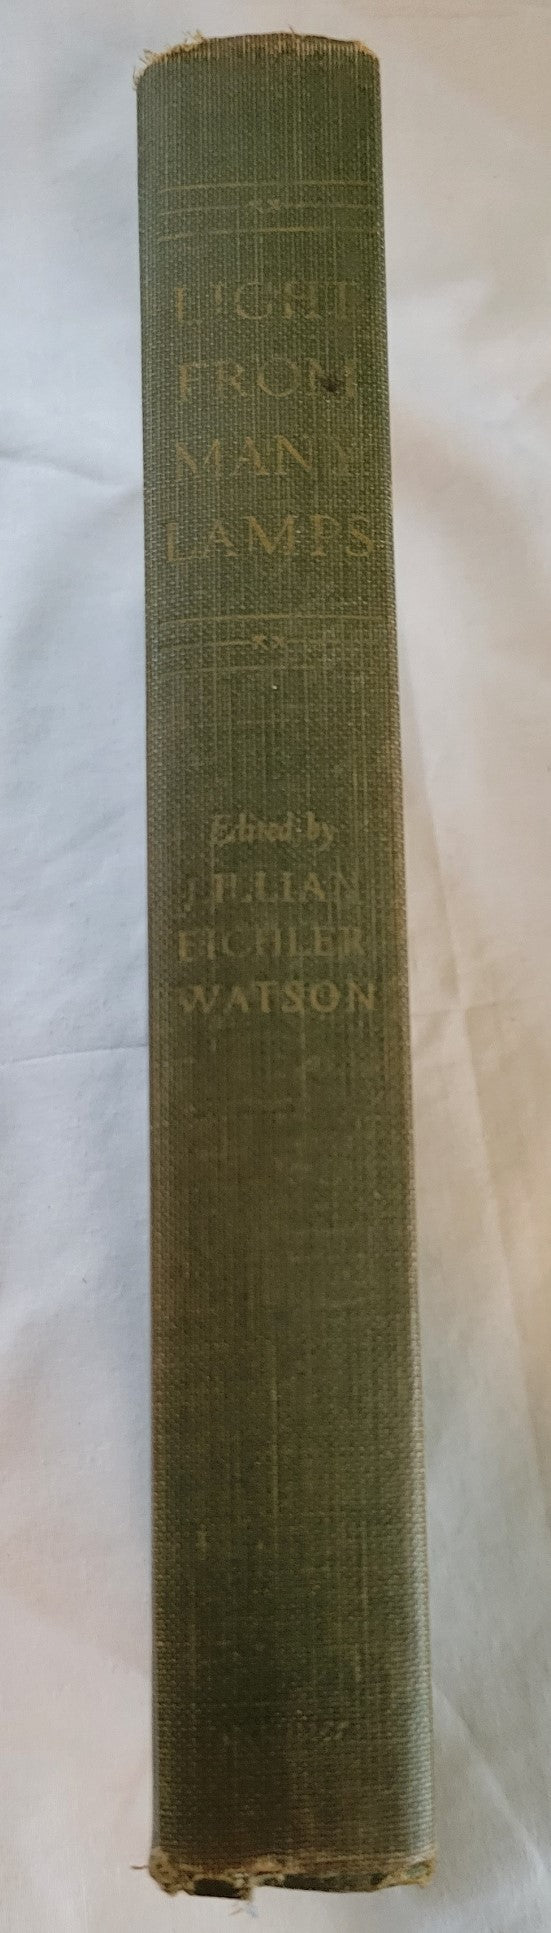 LIGHT
FROM
MANY
LAMPS
Edited by
LILLIAN
EICHLER
WATSON